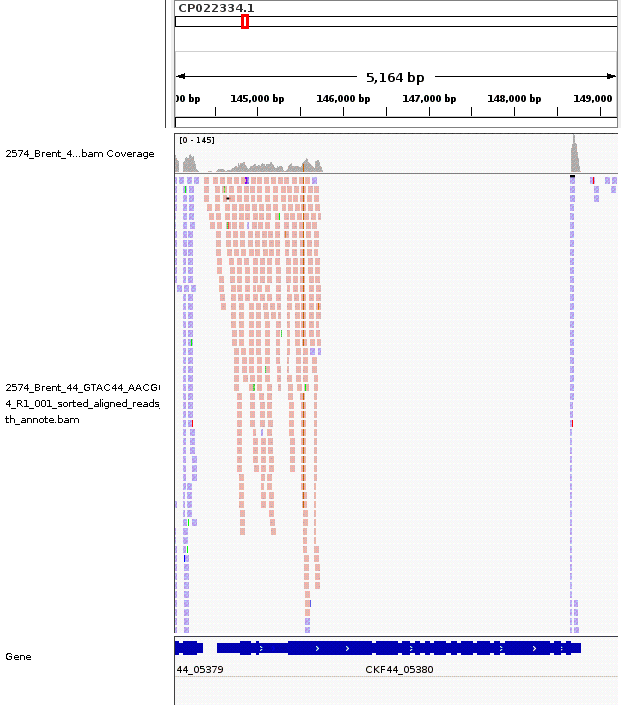 CP022334.1
5,164 bp
00 bp 145,000 bp 146,000 bp 147,000 bp 148,000 bp 149,000
[0 - 145]
2574_Brent_4...bam Coverage
2574_Brent_44_GTAC44_AACG
4_R1_001_sorted_aligned_reads_
th_annote.bam
Gene
44_05379 CKF44_05380